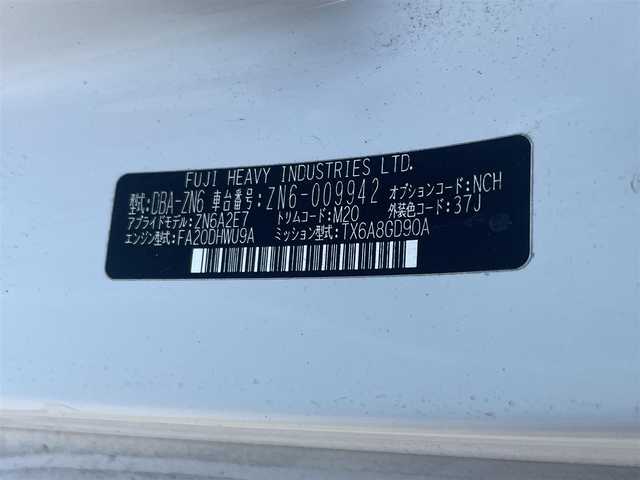 FUJI HEAVY INDUSTRIES LTD.
型式:DBA-ZN6 車台番号:ZN6-009942 オプションコード:NCH
アプライドモデル:ZN6A2E7 トリムコード:M20 外装色コード:37J
エンジン型式:FA20DHWU9A ミッション型式:TX6A8GD90A